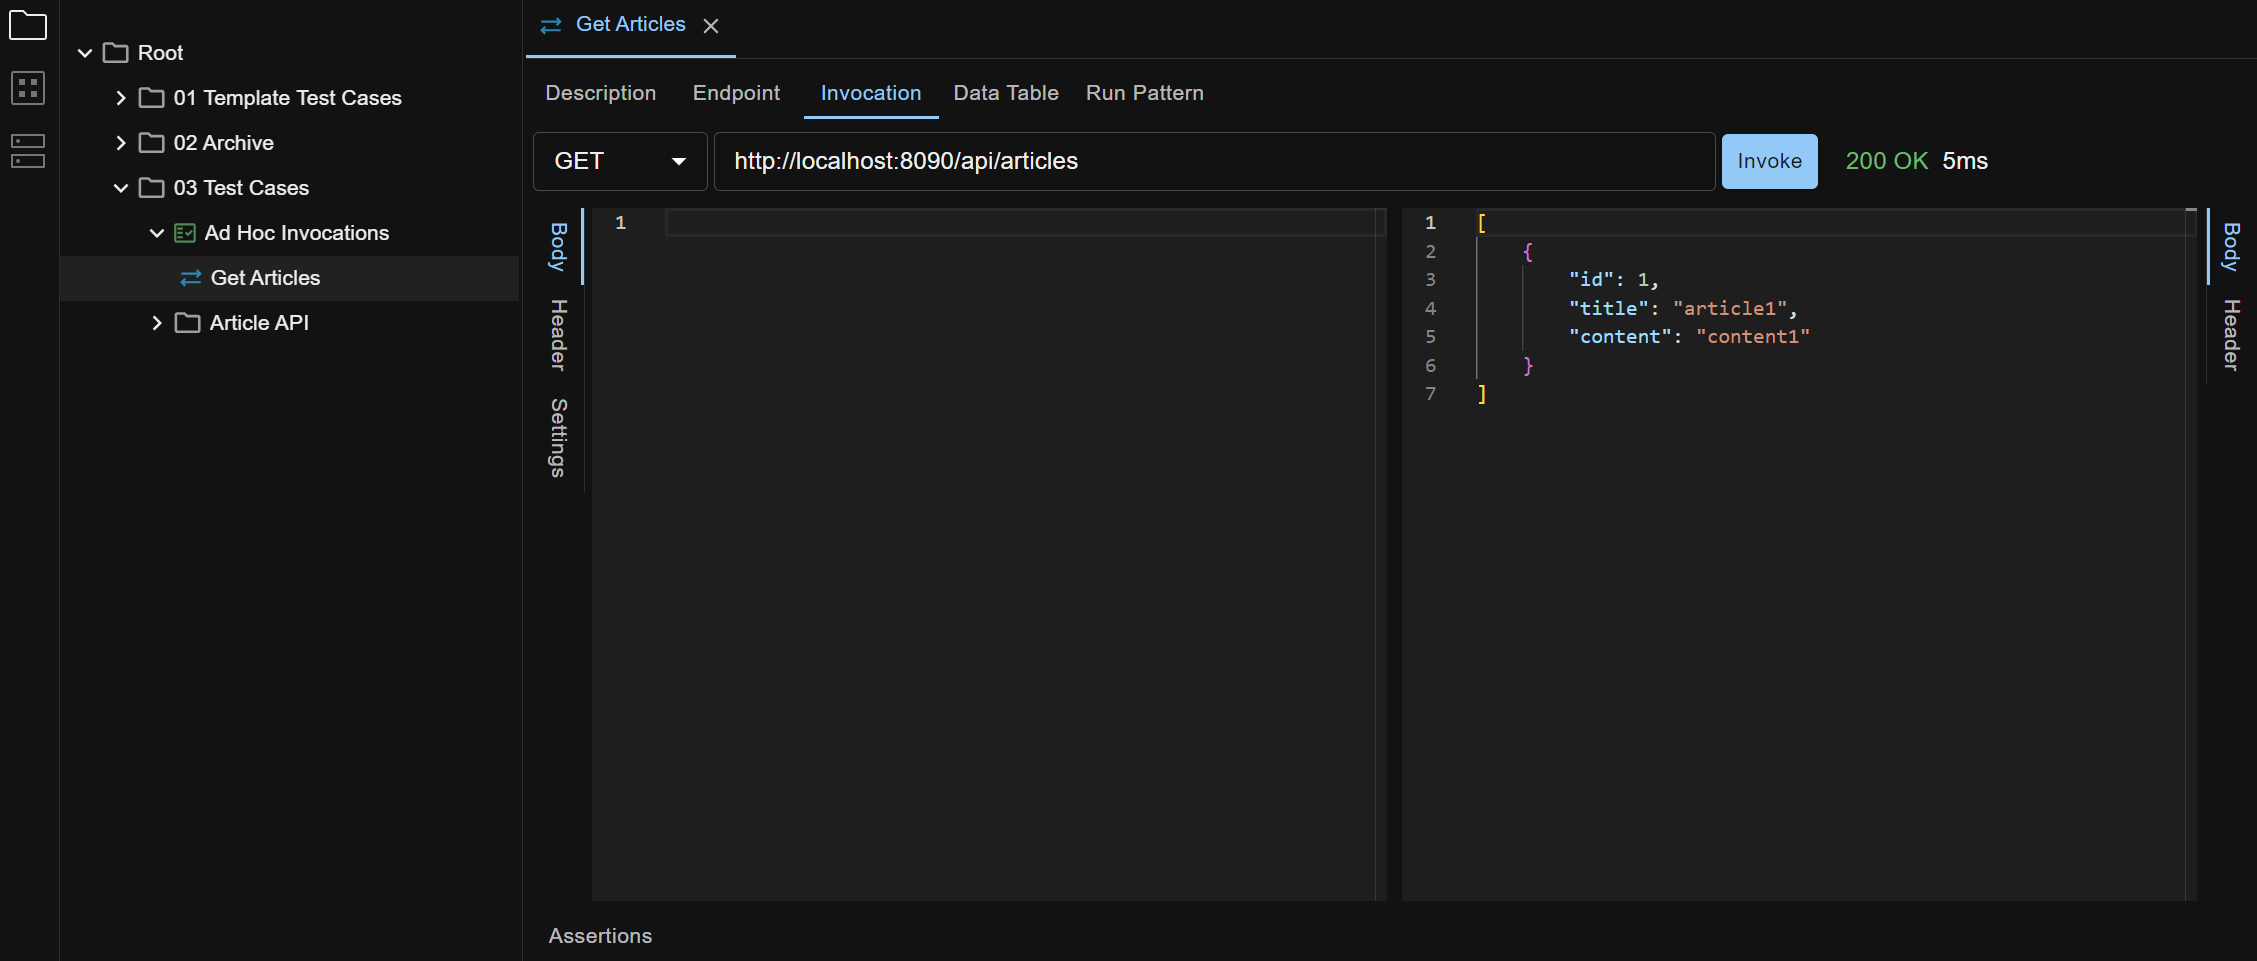 Root
01 Template Test Cases
02 Archive
03 Test Cases
Ad Hoc Invocations
Get Articles
Article API
Get Articles
Description Endpoint Invocation Data Table Run Pattern
GET http://localhost:8090/api/articles Invoke 200 OK 5ms
Body
Header
Settings
1
1 [
2 {
3 "id": 1,
4 "title": "article1",
5 "content": "content1"
6 }
7 ]
Body
Header
Assertions